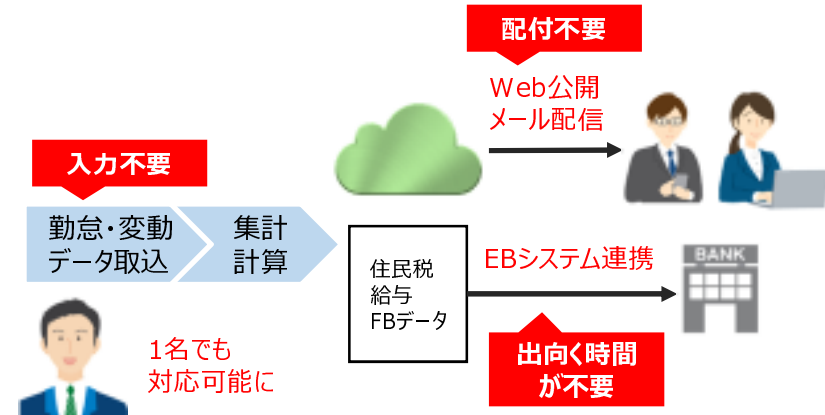 配付不要
Web公開
メール配信
入力不要
勤怠・変動
データ取込
集計
計算
住民税
給与
FBデータ
EBシステム連携
BANK
出向く時間
が不要
1名でも
対応可能に